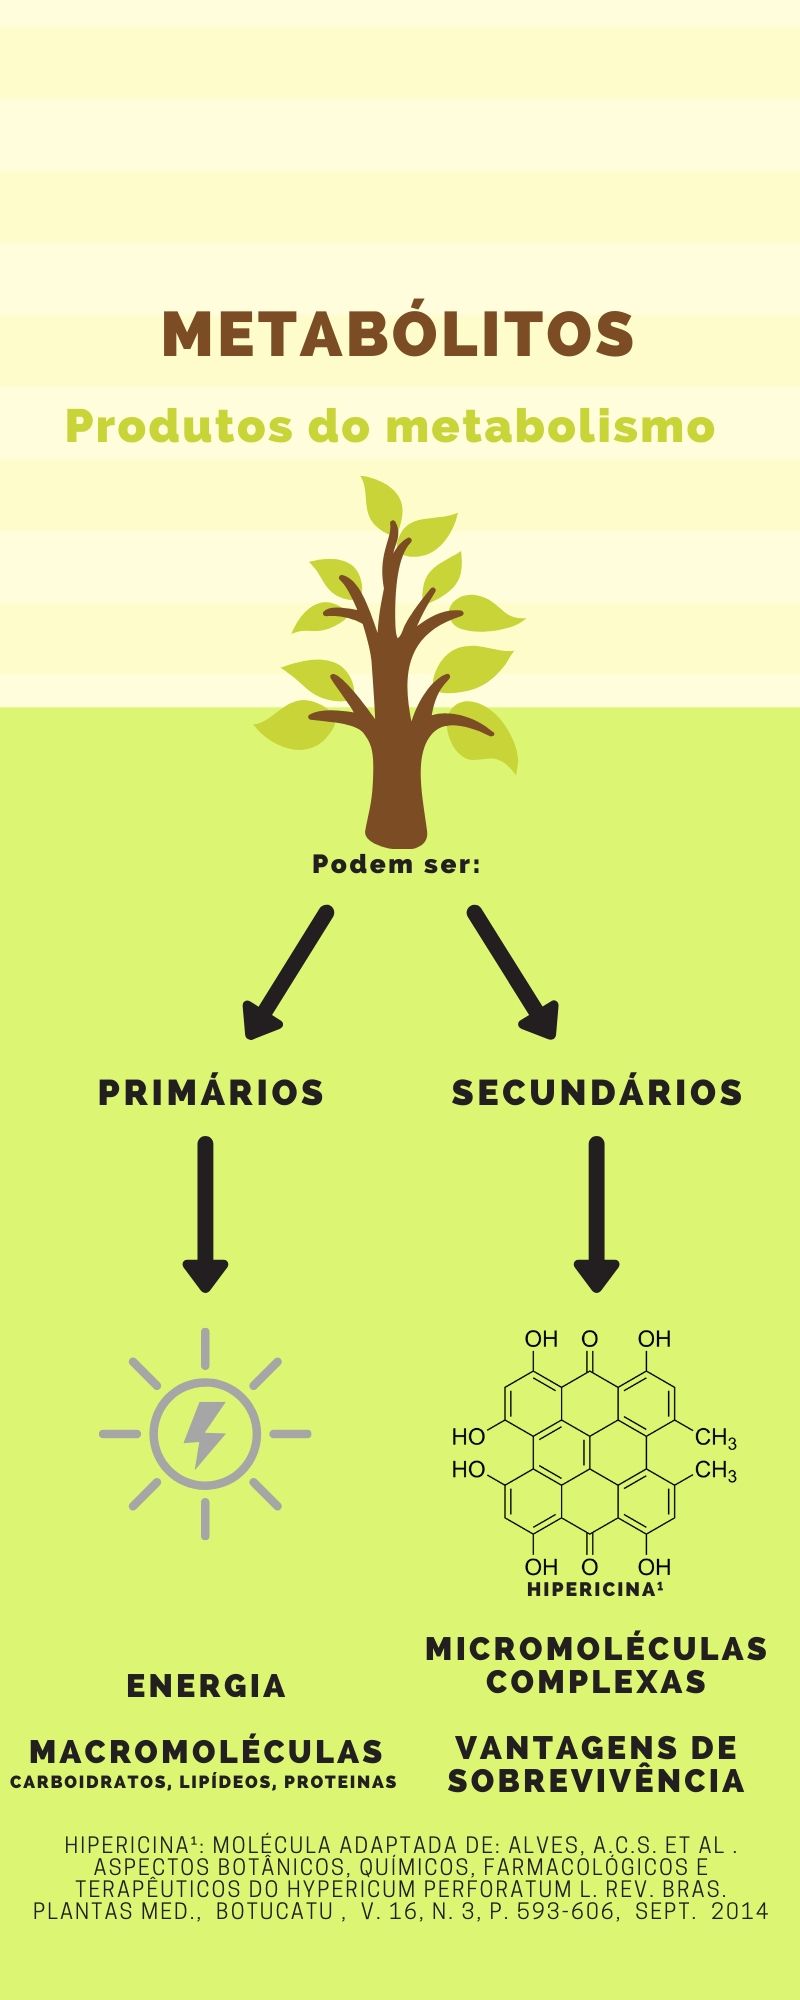 METABÓLITOS
Produtos do metabolismo
Podem ser:
PRIMÁRIOS
SECUNDÁRIOS
OH O OH
HO CH3
HO CH3
OH O OH
HIPERICINA¹
ENERGIA
MACROMOLÉCULAS
CARBOIDRATOS, LIPÍDEOS, PROTEINAS
MICROMOLÉCULAS
COMPLEXAS
VANTAGENS DE
SOBREVIVÊNCIA
HIPERICINA¹: MOLÉCULA ADAPTADA DE: ALVES, A.C.S. ET AL .
ASPECTOS BOTÂNICOS, QUÍMICOS, FARMACOLÓGICOS E
TERAPÊUTICOS DO HYPERICUM PERFORATUM L. REV. BRAS.
PLANTAS MED., BOTUCATU , V. 16, N. 3, P. 593-606, SEPT. 2014